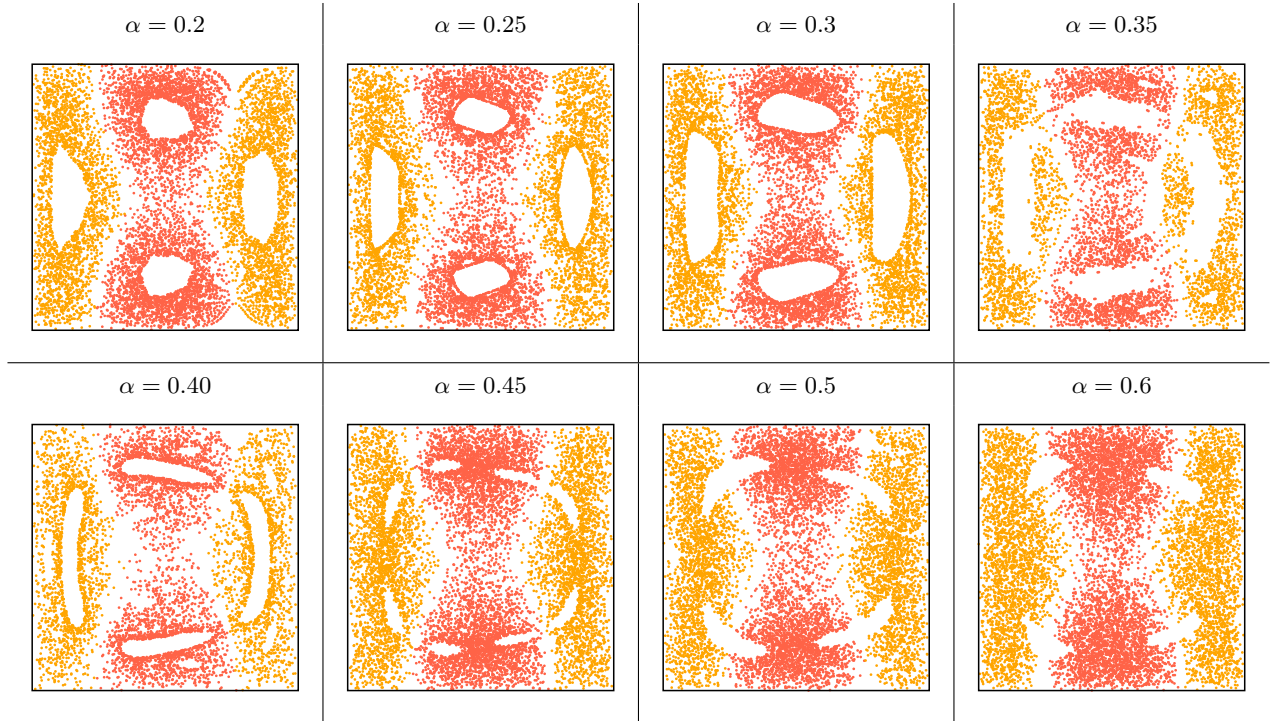 α = 0.2
α = 0.25
α = 0.3
α = 0.35
α = 0.40
α = 0.45
α = 0.5
α = 0.6